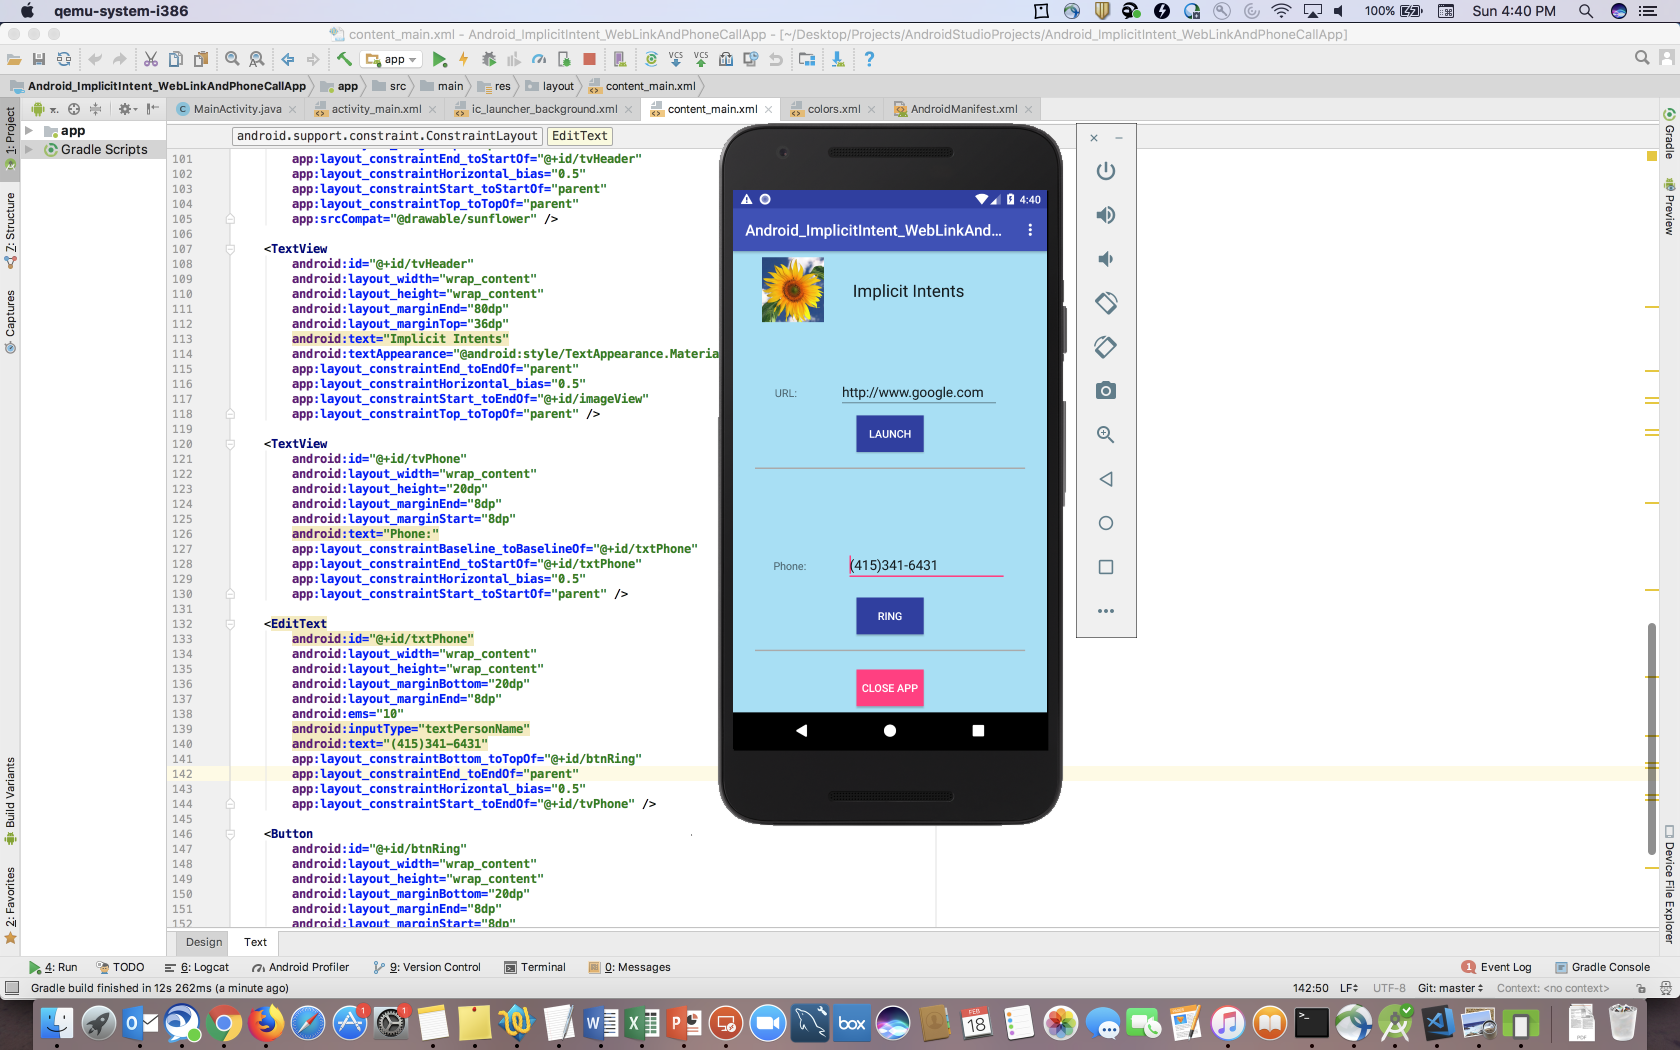 qemu-system-i386
100%
Sun 4:40 PM
content_main.xml - Android_ImplicitIntent_WebLinkAndPhoneCallApp - [~/Desktop/Projects/AndroidStudioProjects/Android_ImplicitIntent_WebLinkAndPhoneCallApp]
app
VCS VCS
Android_ImplicitIntent_WebLinkAndPhoneCallApp app src main res layout content_main.xml
MainActivity.java activity_main.xml ic_launcher_background.xml content_main.xml colors.xml AndroidManifest.xml
app
Gradle Scripts
1: Project
7: Structure
Captures
Build Variants
2: Favorites
android.support.constraint.ConstraintLayout EditText
101 app:layout_constraintEnd_toStartOf="@+id/tvHeader"
102 app:layout_constraintHorizontal_bias="0.5"
103 app:layout_constraintStart_toStartOf="parent"
104 app:layout_constraintTop_toTopOf="parent"
105 app:srcCompat="@drawable/sunflower" />
106
107 <TextView
108 android:id="@+id/tvHeader"
109 android:layout_width="wrap_content"
110 android:layout_height="wrap_content"
111 android:layout_marginEnd="80dp"
112 android:layout_marginTop="36dp"
113 android:text="Implicit Intents"
114 android:textAppearance="@android:style/TextAppearance.Materia
115 app:layout_constraintEnd_toEndOf="parent"
116 app:layout_constraintHorizontal_bias="0.5"
117 app:layout_constraintStart_toEndOf="@+id/imageView"
118 app:layout_constraintTop_toTopOf="parent" />
119
120 <TextView
121 android:id="@+id/tvPhone"
122 android:layout_width="wrap_content"
123 android:layout_height="20dp"
124 android:layout_marginEnd="8dp"
125 android:layout_marginStart="8dp"
126 android:text="Phone:"
127 app:layout_constraintBaseline_toBaselineOf="@+id/txtPhone"
128 app:layout_constraintEnd_toStartOf="@+id/txtPhone"
129 app:layout_constraintHorizontal_bias="0.5"
130 app:layout_constraintStart_toStartOf="parent" />
131
132 <EditText
133 android:id="@+id/txtPhone"
134 android:layout_width="wrap_content"
135 android:layout_height="wrap_content"
136 android:layout_marginBottom="20dp"
137 android:layout_marginEnd="8dp"
138 android:ems="10"
139 android:inputType="textPersonName"
140 android:text="(415)341-6431"
141 app:layout_constraintBottom_toTopOf="@+id/btnRing"
142 app:layout_constraintEnd_toEndOf="parent"
143 app:layout_constraintHorizontal_bias="0.5"
144 app:layout_constraintStart_toEndOf="@+id/tvPhone" />
145
146 <Button
147 android:id="@+id/btnRing"
148 android:layout_width="wrap_content"
149 android:layout_height="wrap_content"
150 android:layout_marginBottom="20dp"
151 android:layout_marginEnd="8dp"
152 android:layout_marginStart="8dp"
4:40
Android_ImplicitIntent_WebLinkAnd...
Implicit Intents
URL: http://www.google.com
LAUNCH
Phone: (415)341-6431
RING
CLOSE APP
Gradle
Preview
Device File Explorer
Design Text
4: Run TODO 6: Logcat Android Profiler 9: Version Control Terminal 0: Messages
1 Event Log Gradle Console
Gradle build finished in 12s 262ms (a minute ago)
142:50 LF UTF-8 Git: master Context: <no context>
FEB
18
box
PDF